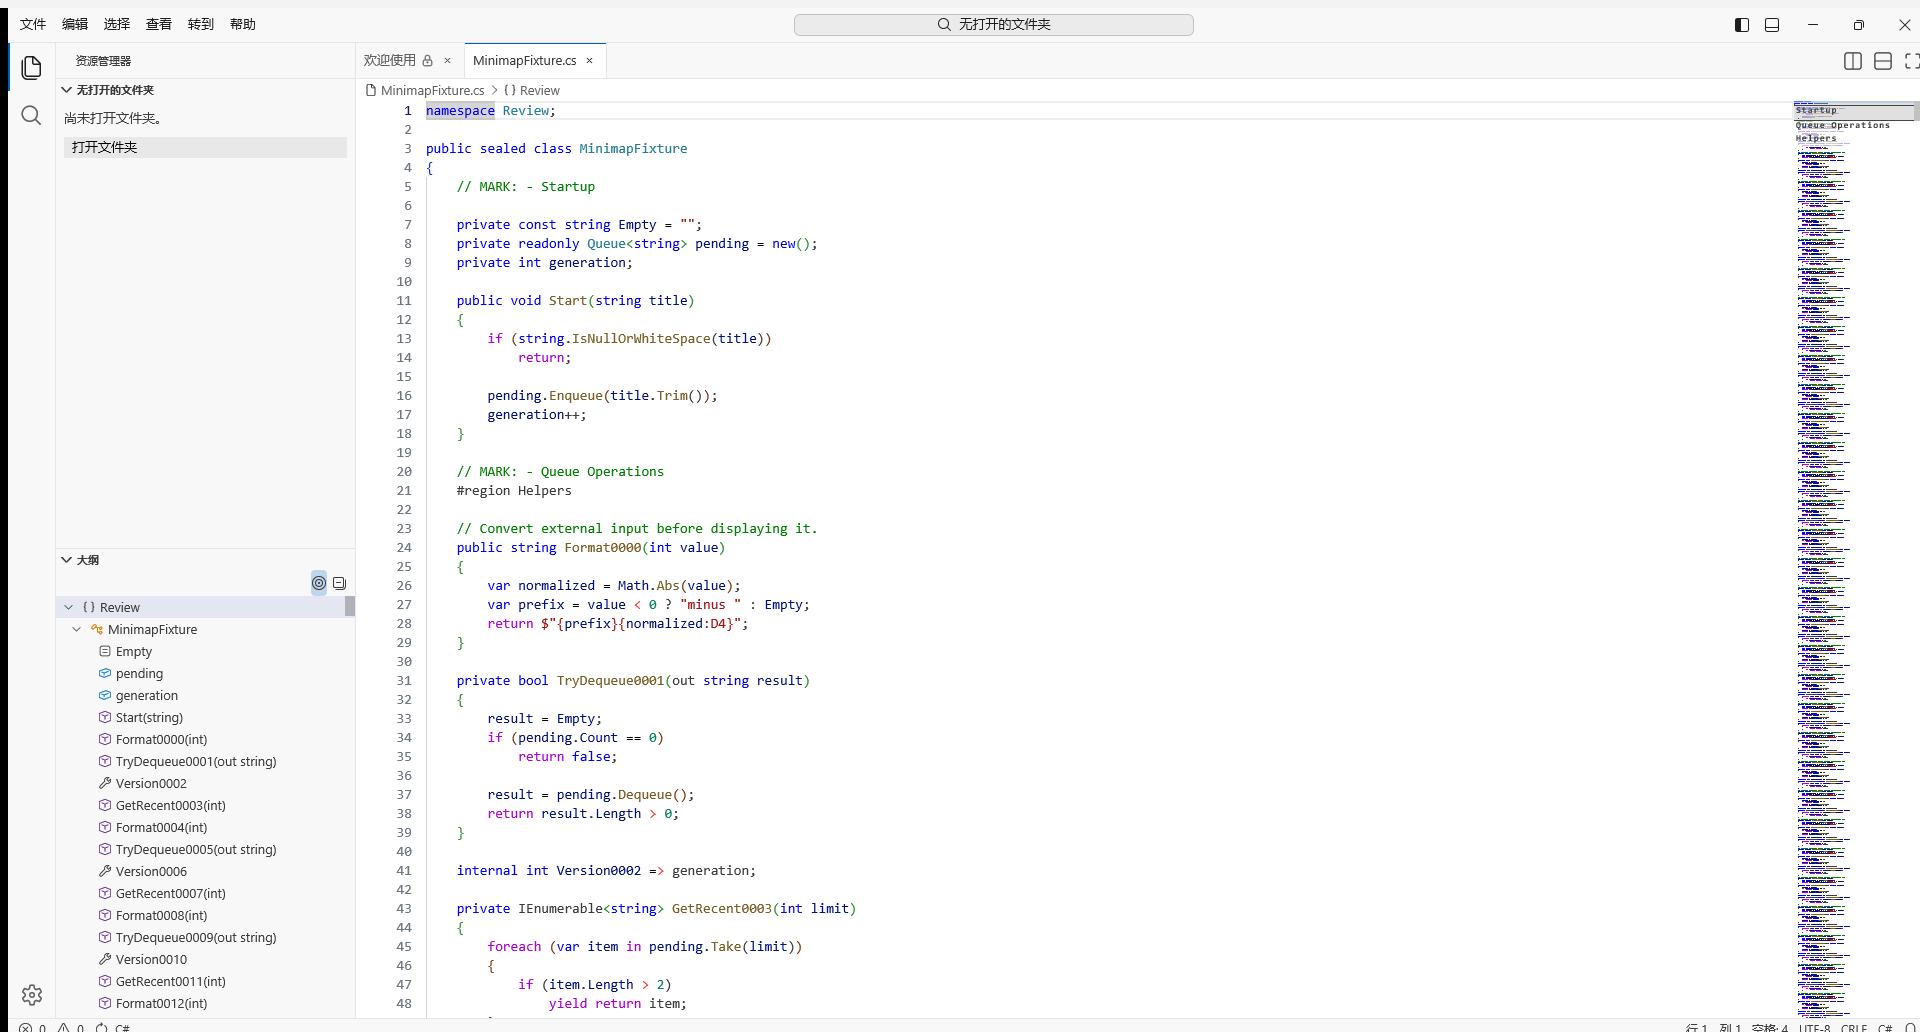 文件 编辑 选择 查看 转到 帮助
无打开的文件夹
资源管理器
欢迎使用
MinimapFixture.cs
无打开的文件夹
尚未打开文件夹。
打开文件夹
大纲
{} Review
MinimapFixture
Empty
pending
generation
Start(string)
Format0000(int)
TryDequeue0001(out string)
Version0002
GetRecent0003(int)
Format0004(int)
TryDequeue0005(out string)
Version0006
GetRecent0007(int)
Format0008(int)
TryDequeue0009(out string)
Version0010
GetRecent0011(int)
Format0012(int)
MinimapFixture.cs > {} Review
1 namespace Review;
2
3 public sealed class MinimapFixture
4 {
5     // MARK: - Startup
6
7     private const string Empty = "";
8     private readonly Queue<string> pending = new();
9     private int generation;
10
11     public void Start(string title)
12     {
13         if (string.IsNullOrWhiteSpace(title))
14             return;
15
16         pending.Enqueue(title.Trim());
17         generation++;
18     }
19
20     // MARK: - Queue Operations
21     #region Helpers
22
23     // Convert external input before displaying it.
24     public string Format0000(int value)
25     {
26         var normalized = Math.Abs(value);
27         var prefix = value < 0 ? "minus " : Empty;
28         return $"{prefix}{normalized:D4}";
29     }
30
31     private bool TryDequeue0001(out string result)
32     {
33         result = Empty;
34         if (pending.Count == 0)
35             return false;
36
37         result = pending.Dequeue();
38         return result.Length > 0;
39     }
40
41     internal int Version0002 => generation;
42
43     private IEnumerable<string> GetRecent0003(int limit)
44     {
45         foreach (var item in pending.Take(limit))
46         {
47             if (item.Length > 2)
48                 yield return item;
Startup
Queue Operations
Helpers
0 0 C#
行 1，列 1 空格: 4 UTF-8 CRLF C#